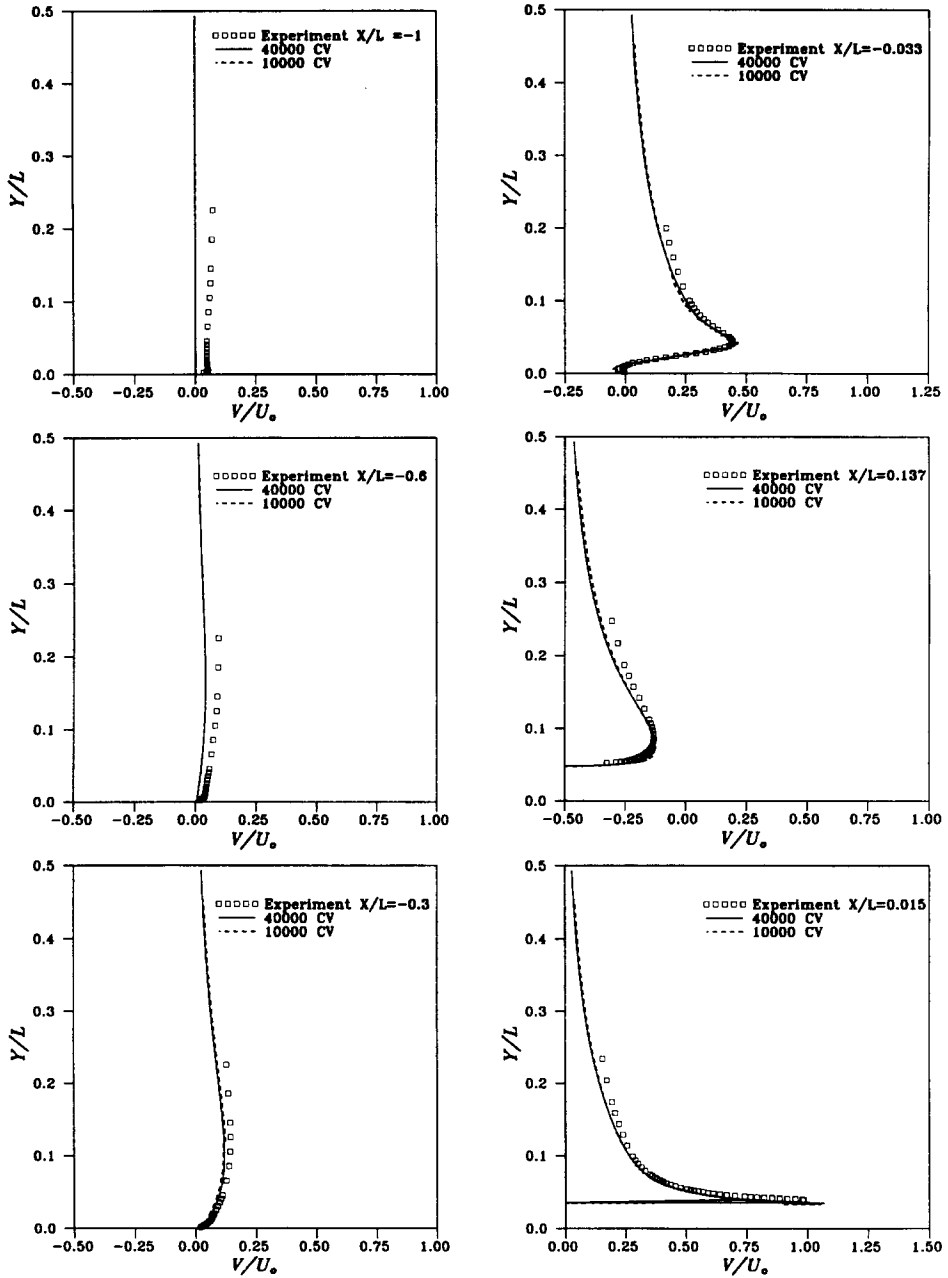 0.5
0.4
0.3
0.2
0.1
0.0
Y/L
Experiment X/L =−1
40000 CV
10000 CV
−0.50 −0.25 0.00 0.25 0.50 0.75 1.00
V/Uₒ
0.5
0.4
0.3
0.2
0.1
0.0
Y/L
Experiment X/L=−0.033
40000 CV
10000 CV
−0.25 0.00 0.25 0.50 0.75 1.00 1.25
V/Uₒ
0.5
0.4
0.3
0.2
0.1
0.0
Y/L
Experiment X/L=−0.6
40000 CV
10000 CV
−0.50 −0.25 0.00 0.25 0.50 0.75 1.00
V/Uₒ
0.5
0.4
0.3
0.2
0.1
0.0
Y/L
Experiment X/L=0.137
40000 CV
10000 CV
−0.50 −0.25 0.00 0.25 0.50 0.75 1.00
V/Uₒ
0.5
0.4
0.3
0.2
0.1
0.0
Y/L
Experiment X/L=−0.3
40000 CV
10000 CV
−0.50 −0.25 0.00 0.25 0.50 0.75 1.00
V/Uₒ
0.5
0.4
0.3
0.2
0.1
0.0
Y/L
Experiment X/L=0.015
40000 CV
10000 CV
0.00 0.25 0.50 0.75 1.00 1.25 1.50
V/Uₒ